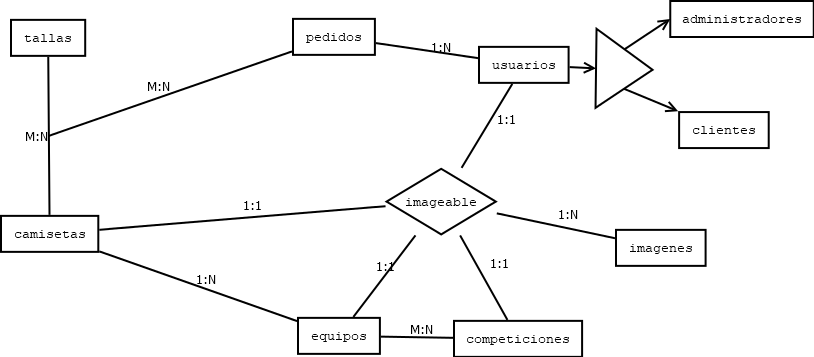 administradores
tallas
pedidos
1:N
usuarios
M:N
1:1
clientes
M:N
imageable
1:1
1:N
camisetas
imagenes
1:1
1:1
1:N
equipos
M:N
competiciones